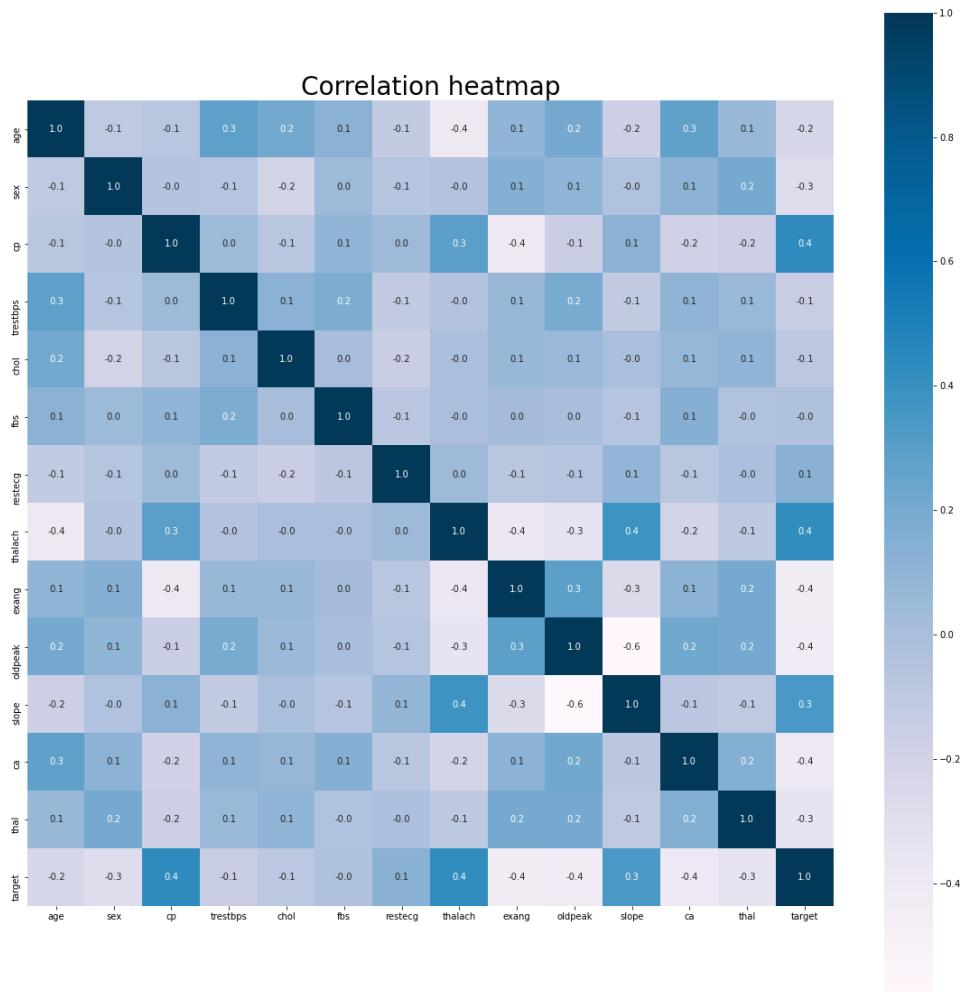 Correlation heatmap
age 1.0 -0.1 -0.1 0.3 0.2 0.1 -0.1 -0.4 0.1 0.2 -0.2 0.3 0.1 -0.2
sex -0.1 1.0 -0.0 -0.1 -0.2 0.0 -0.1 -0.0 0.1 0.1 -0.0 0.1 0.2 -0.3
cp -0.1 -0.0 1.0 0.0 -0.1 0.1 0.0 0.3 -0.4 -0.1 0.1 -0.2 -0.2 0.4
trestbps 0.3 -0.1 0.0 1.0 0.1 0.2 -0.1 -0.0 0.1 0.2 -0.1 0.1 0.1 -0.1
chol 0.2 -0.2 -0.1 0.1 1.0 0.0 -0.2 -0.0 0.1 0.1 -0.0 0.1 0.1 -0.1
fbs 0.1 0.0 0.1 0.2 0.0 1.0 -0.1 -0.0 0.0 0.0 -0.1 0.1 -0.0 -0.0
restecg -0.1 -0.1 0.0 -0.1 -0.2 -0.1 1.0 0.0 -0.1 -0.1 0.1 -0.1 -0.0 0.1
thalach -0.4 -0.0 0.3 -0.0 -0.0 -0.0 0.0 1.0 -0.4 -0.3 0.4 -0.2 -0.1 0.4
exang 0.1 0.1 -0.4 0.1 0.1 0.0 -0.1 -0.4 1.0 0.3 -0.3 0.1 0.2 -0.4
oldpeak 0.2 0.1 -0.1 0.2 0.1 0.0 -0.1 -0.3 0.3 1.0 -0.6 0.2 0.2 -0.4
slope -0.2 -0.0 0.1 -0.1 -0.0 -0.1 0.1 0.4 -0.3 -0.6 1.0 -0.1 -0.1 0.3
ca 0.3 0.1 -0.2 0.1 0.1 0.1 -0.1 -0.2 0.1 0.2 -0.1 1.0 0.2 -0.4
thal 0.1 0.2 -0.2 0.1 0.1 -0.0 -0.0 -0.1 0.2 0.2 -0.1 0.2 1.0 -0.3
target -0.2 -0.3 0.4 -0.1 -0.1 -0.0 0.1 0.4 -0.4 -0.4 0.3 -0.4 -0.3 1.0
age sex cp trestbps chol fbs restecg thalach exang oldpeak slope ca thal target
1.0
0.8
0.6
0.4
0.2
0.0
−0.2
−0.4